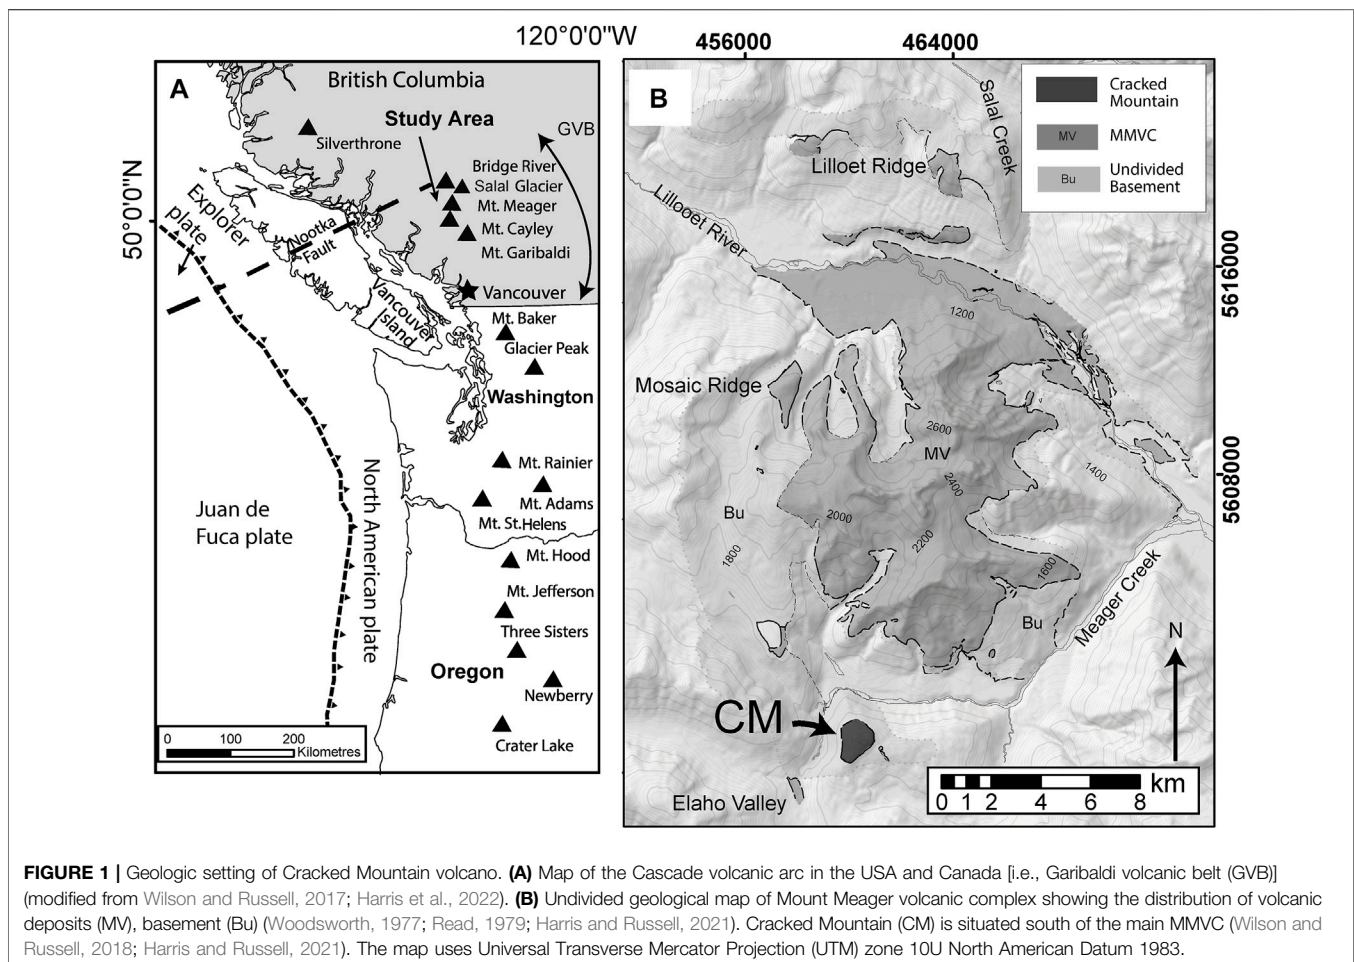 120°0'0"W
50°0'0"N
A
British Columbia
GVB
Study Area
Silverthrone
Bridge River
Salal Glacier
Mt. Meager
Mt. Cayley
Mt. Garibaldi
Explorer
plate
Nootka
Fault
Vancouver
Vancouver
Island
Mt. Baker
Glacier Peak
Washington
Mt. Rainier
Mt. Adams
Mt. St.Helens
Mt. Hood
Mt. Jefferson
Three Sisters
Oregon
Newberry
Crater Lake
Juan de
Fuca plate
North American plate
0 100 200
Kilometres
456000 464000
5616000
5608000
B
Cracked
Mountain
MV MMVC
Bu Undivided
Basement
Salal Creek
Lilloet Ridge
Lillooet River
1200
Mosaic Ridge
2600
MV
2400
1400
Bu
2000
2200
1800
1600
Bu
Meager Creek
N
CM
Elaho Valley
km
0 1 2 4 6 8
FIGURE 1 | Geologic setting of Cracked Mountain volcano. (A) Map of the Cascade volcanic arc in the USA and Canada [i.e., Garibaldi volcanic belt (GVB)]
(modified from Wilson and Russell, 2017; Harris et al., 2022). (B) Undivided geological map of Mount Meager volcanic complex showing the distribution of volcanic
deposits (MV), basement (Bu) (Woodsworth, 1977; Read, 1979; Harris and Russell, 2021). Cracked Mountain (CM) is situated south of the main MMVC (Wilson and
Russell, 2018; Harris and Russell, 2021). The map uses Universal Transverse Mercator Projection (UTM) zone 10U North American Datum 1983.